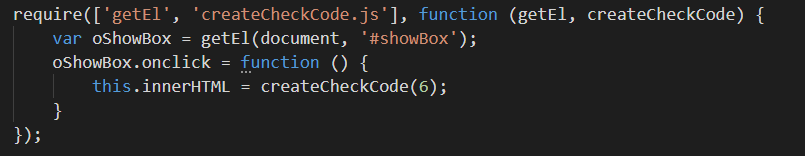 require(['getEl', 'createCheckCode.js'], function (getEl, createCheckCode) {
    var oShowBox = getEl(document, '#showBox');
    oShowBox.onclick = function () {
        this.innerHTML = createCheckCode(6);
    }
});